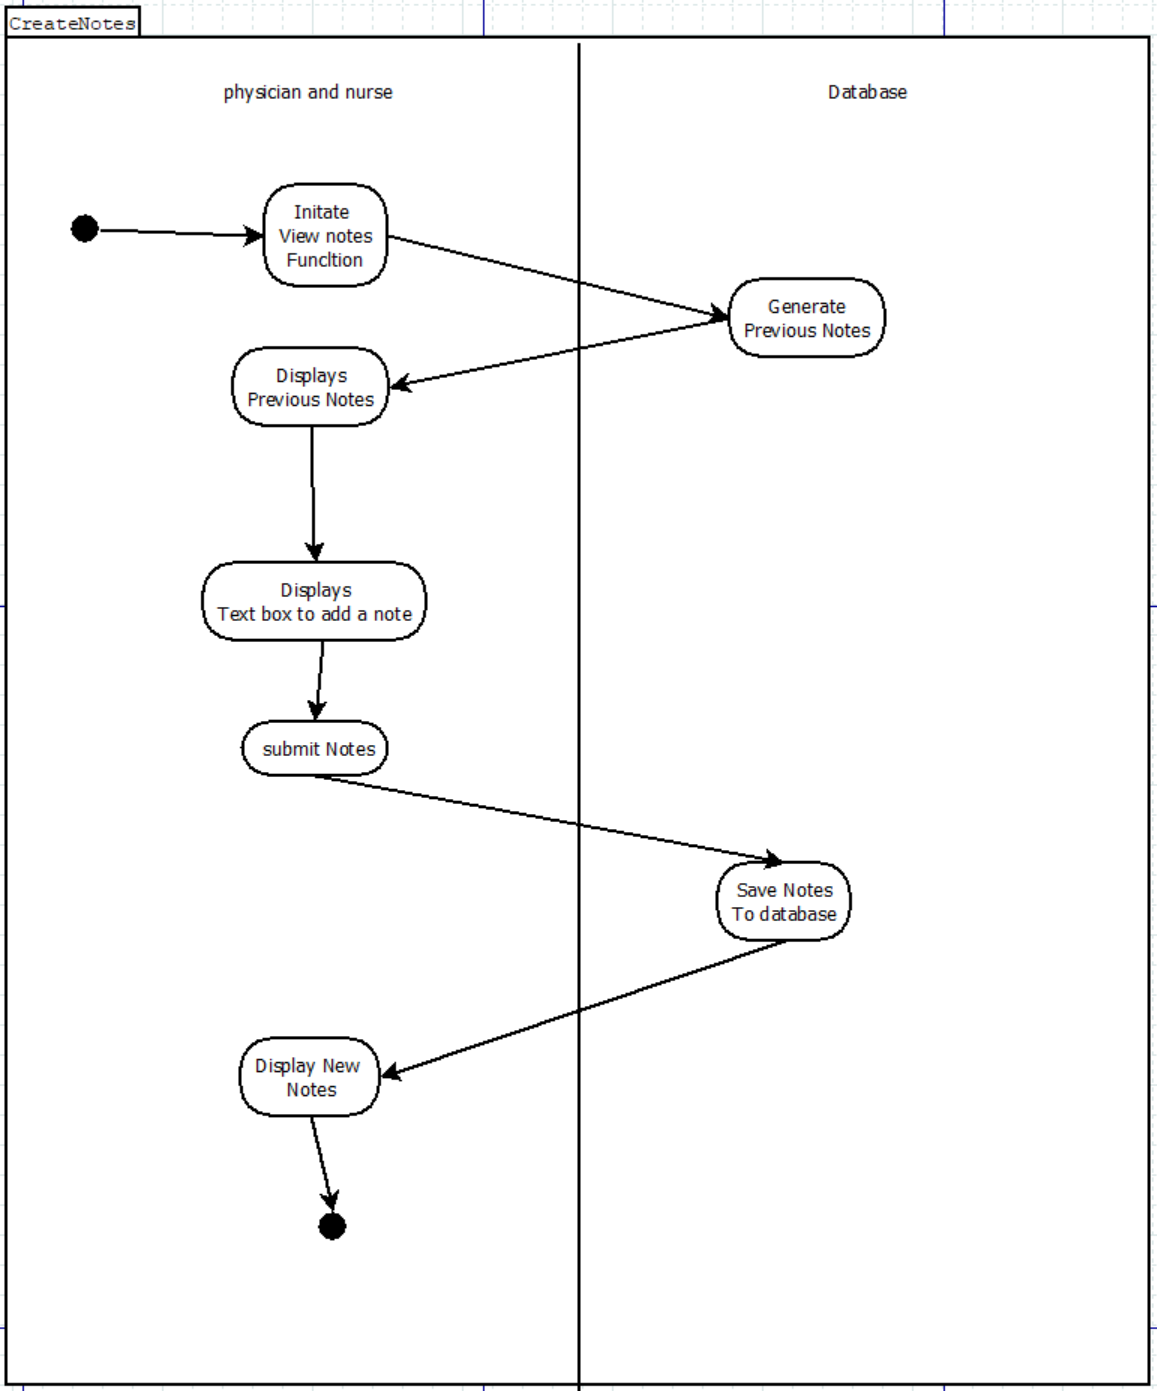 CreateNotes
physician and nurse
Database
Initate
View notes
Funcltion
Generate
Previous Notes
Displays
Previous Notes
Displays
Text box to add a note
submit Notes
Save Notes
To database
Display New
Notes